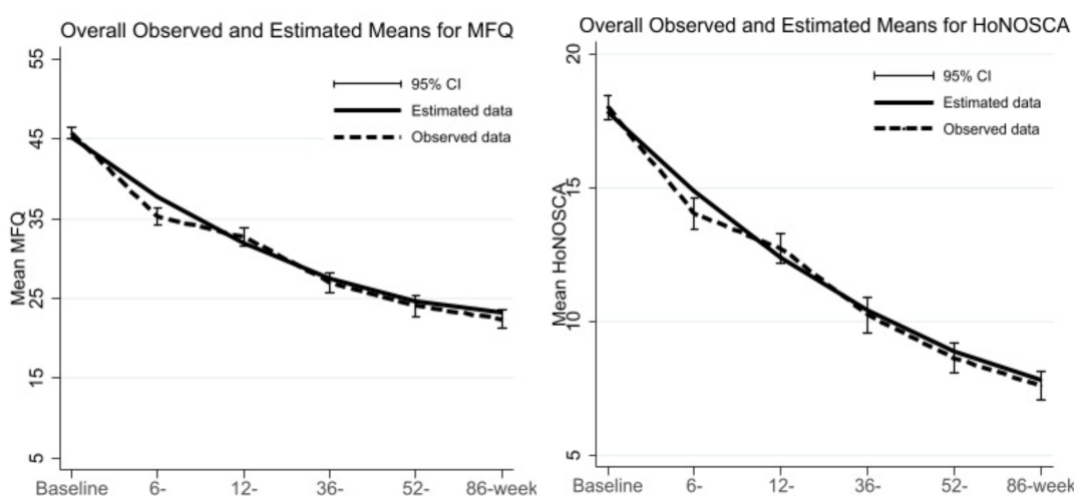 Overall Observed and Estimated Means for MFQ
55
45
35
25
15
5
Mean MFQ
95% CI
Estimated data
Observed data
Baseline 6- 12- 36- 52- 86-week
Overall Observed and Estimated Means for HoNOSCA
20
15
10
5
Mean HoNOSCA
95% CI
Estimated data
Observed data
Baseline 6- 12- 36- 52- 86-week